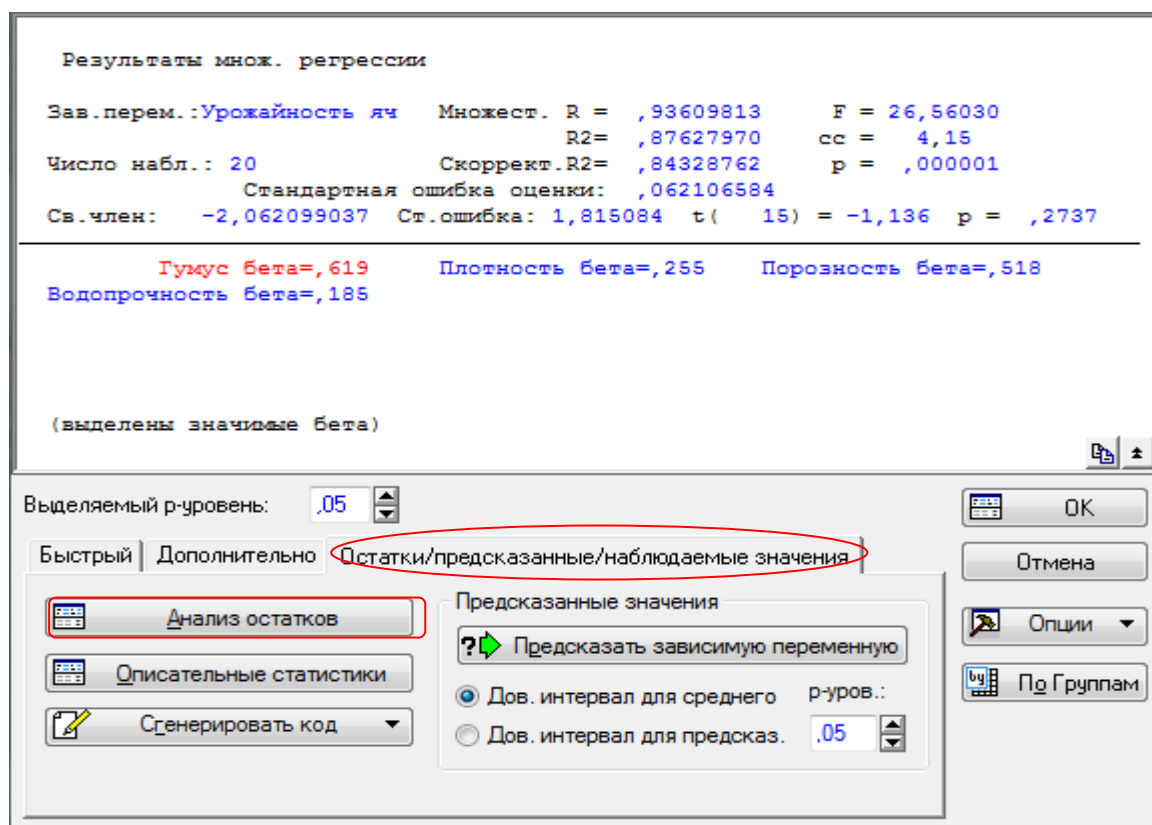 Результаты множ. регрессии
Зав.перем.:Урожайность яч Множест. R = ,93609813 F = 26,56030
R2= ,87627970 сс = 4,15
Число набл.: 20 Скоррект.R2= ,84328762 p = ,000001
Стандартная ошибка оценки: ,062106584
Св.член: -2,062099037 Ст.ошибка: 1,815084 t( 15) = -1,136 p = ,2737
Гумус бета=,619 Плотность бета=,255 Порозность бета=,518
Водопрочность бета=,185
(выделены значимые бета)
Выделяемый р-уровень: ,05
OK
Быстрый Дополнительно Остатки/предсказанные/наблюдаемые значения
Отмена
Анализ остатков
Предсказанные значения
? Предсказать зависимую переменную
Опции
Описательные статистики
by По Группам
Дов. интервал для среднего р-уров.:
Сгенерировать код
Дов. интервал для предсказ. ,05